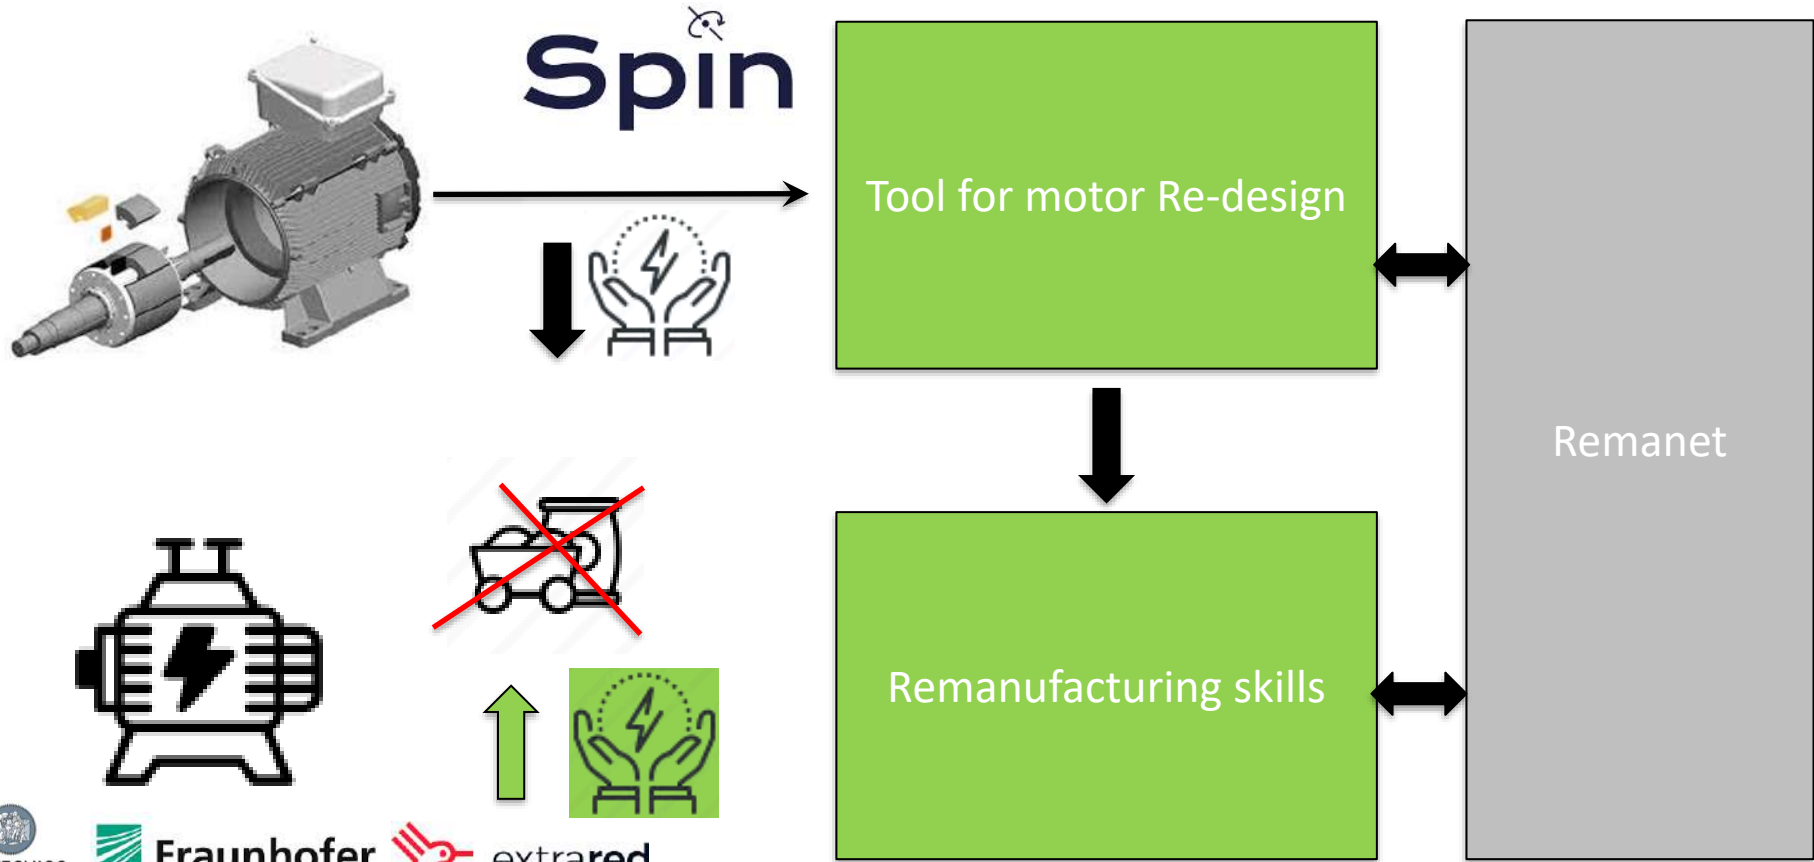 Spin
Tool for motor Re-design
Remanet
Remanufacturing skills
Fraunhofer
extrared